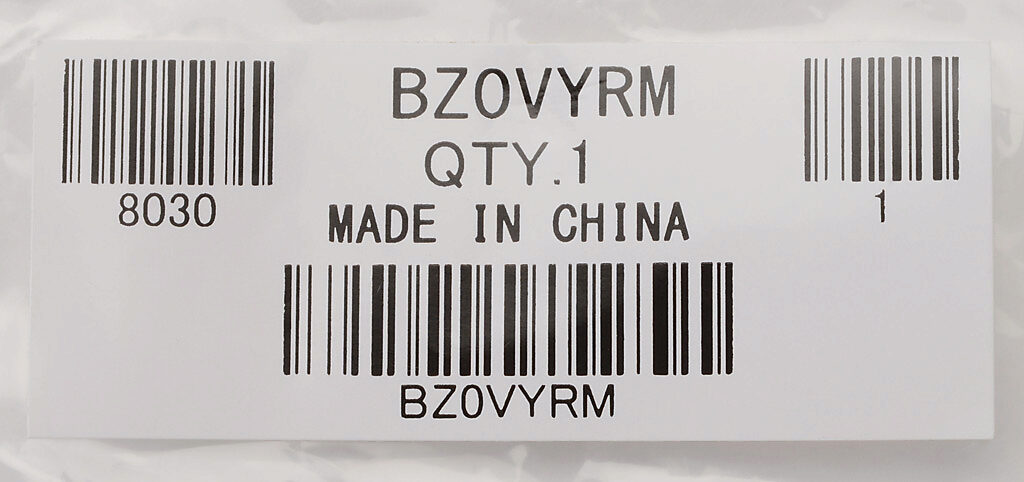 BZ0VYRM
QTY.1
8030
1
MADE IN CHINA
BZ0VYRM